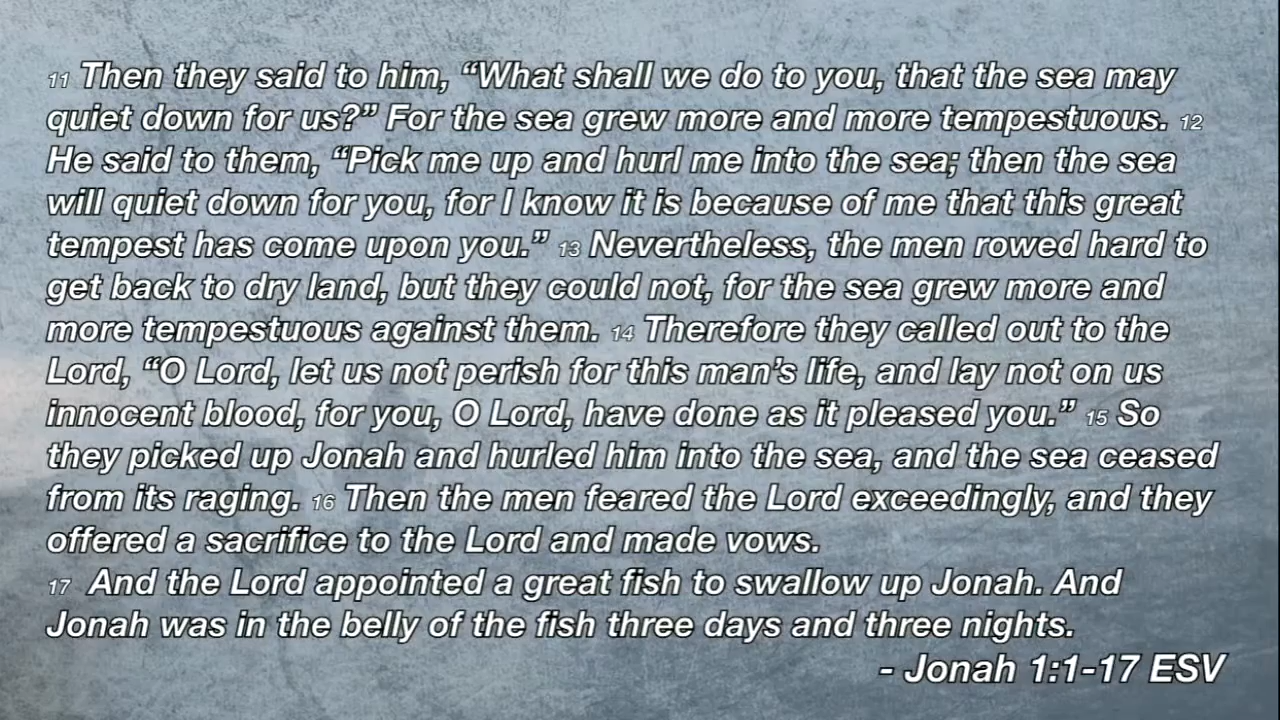 11 Then they said to him, “What shall we do to you, that the sea may
quiet down for us?” For the sea grew more and more tempestuous. 12
He said to them, “Pick me up and hurl me into the sea; then the sea
will quiet down for you, for I know it is because of me that this great
tempest has come upon you.” 13 Nevertheless, the men rowed hard to
get back to dry land, but they could not, for the sea grew more and
more tempestuous against them. 14 Therefore they called out to the
Lord, “O Lord, let us not perish for this man’s life, and lay not on us
innocent blood, for you, O Lord, have done as it pleased you.” 15 So
they picked up Jonah and hurled him into the sea, and the sea ceased
from its raging. 16 Then the men feared the Lord exceedingly, and they
offered a sacrifice to the Lord and made vows.
17 And the Lord appointed a great fish to swallow up Jonah. And
Jonah was in the belly of the fish three days and three nights.
- Jonah 1:1-17 ESV